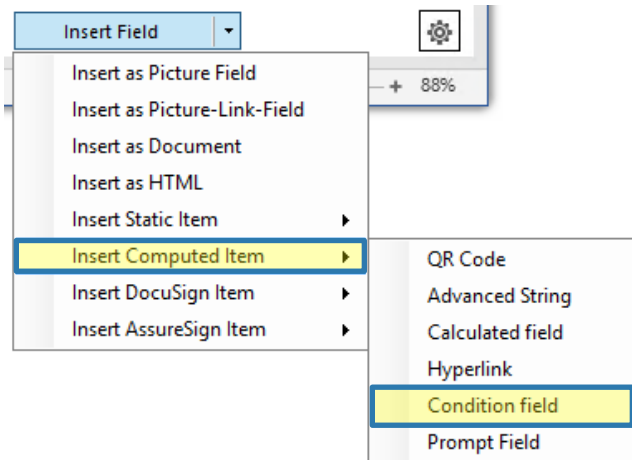 Insert Field
Insert as Picture Field
88%
Insert as Picture-Link-Field
Insert as Document
Insert as HTML
Insert Static Item
Insert Computed Item
Insert DocuSign Item
Insert AssureSign Item
QR Code
Advanced String
Calculated field
Hyperlink
Condition field
Prompt Field